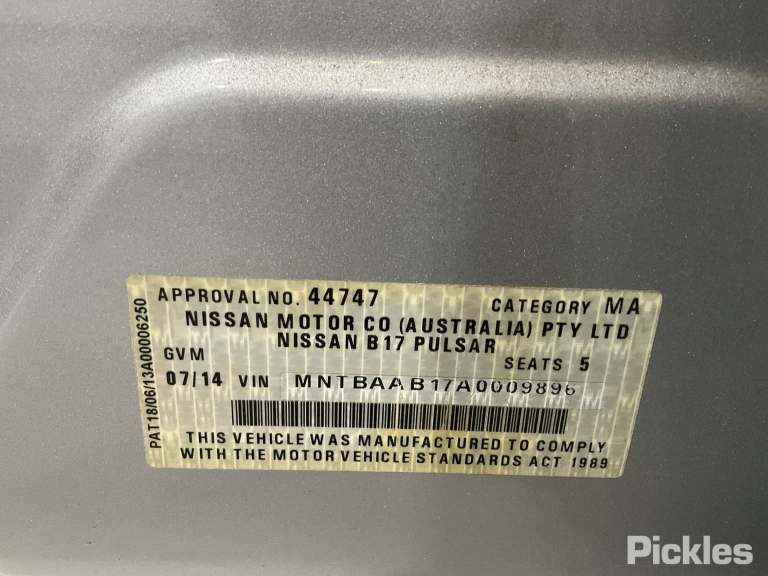 APPROVAL NO. 44747 CATEGORY MA
NISSAN MOTOR CO (AUSTRALIA) PTY LTD
NISSAN B17 PULSAR
GVM SEATS 5
07/14 VIN MNTBAAB17A0009896
THIS VEHICLE WAS MANUFACTURED TO COMPLY
WITH THE MOTOR VEHICLE STANDARDS ACT 1989
PAT18/06/13A00006250
Pickles